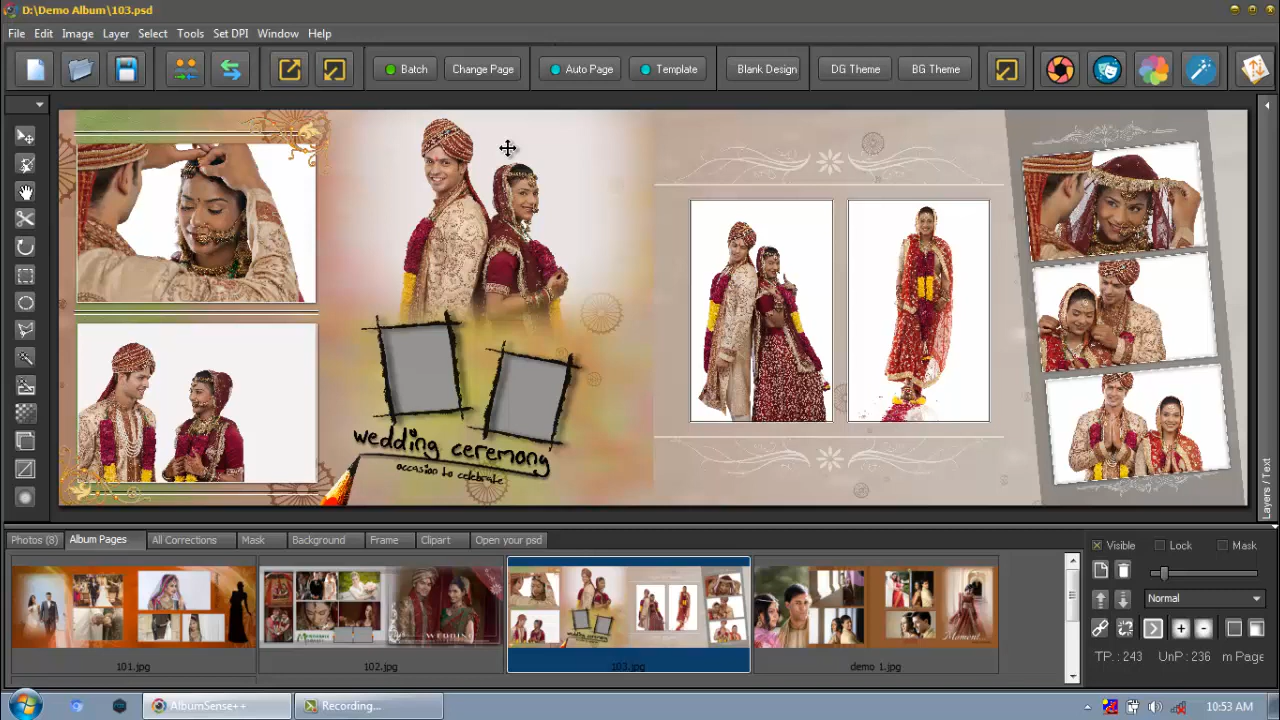 D:\Demo Album\103.psd
File Edit Image Layer Select Tools Set DPI Window Help
Batch Change Page Auto Page Template Blank Design DG Theme BG Theme
wedding ceremony
occasion to celebrate
Layers / Text
Photos (8) Album Pages All Corrections Mask Background Frame Clipart Open your psd
Visible Lock Mask
Normal
WEDDING
Moment...
101.jpg 102.jpg 103.jpg demo 1.jpg
TP.: 243 UnP.: 236 m Page
AlbumSense++ Recording... 10:53 AM